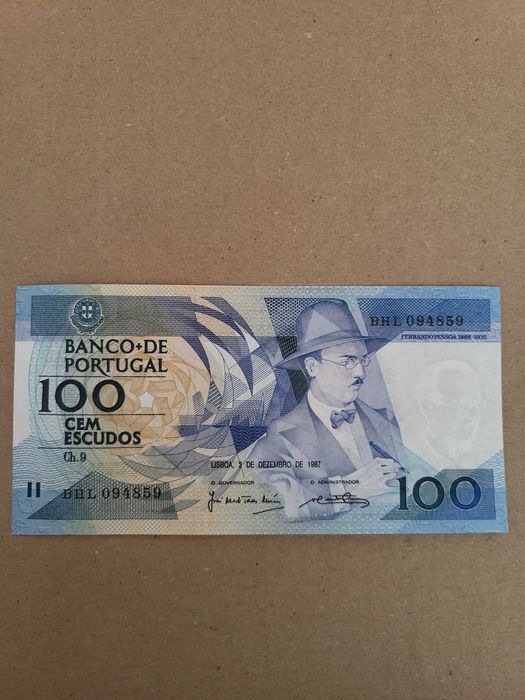 BHL 094859
FERNANDO PESSOA 1888-1935
BANCO DE
PORTUGAL
100
CEM
ESCUDOS
Ch. 9
LISBOA, 3 DE DEZEMBRO DE 1987
O GOVERNADOR
O ADMINISTRADOR
BHL 094859
100